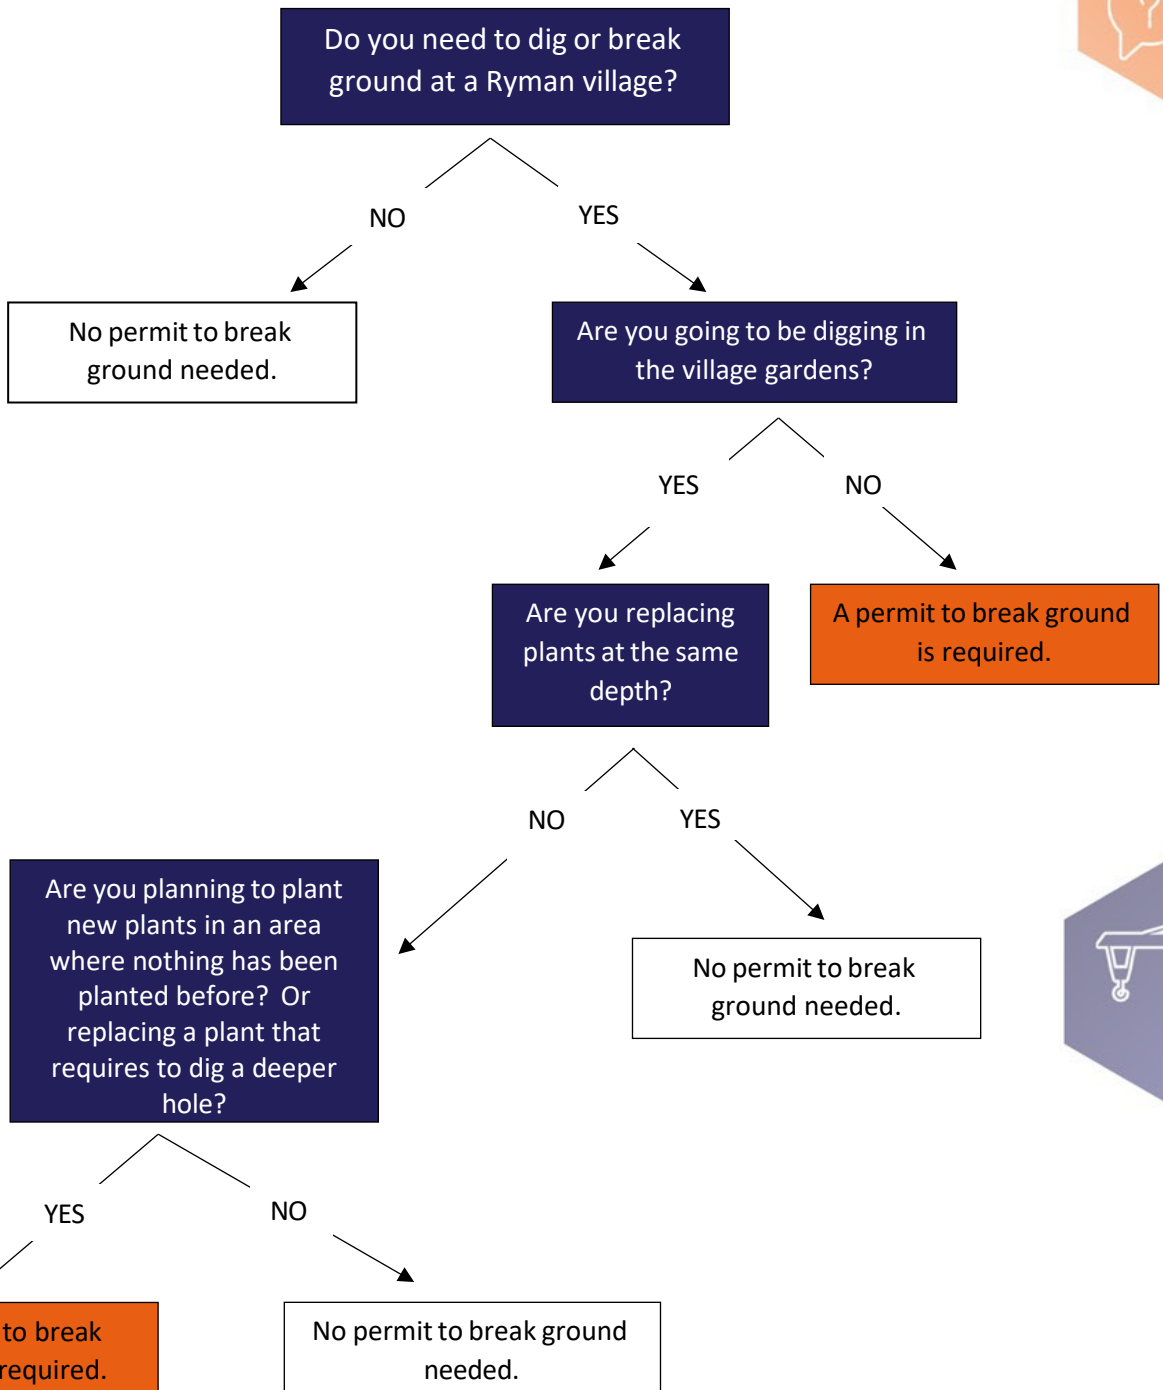 Do you need to dig or break
ground at a Ryman village?
NO
YES
No permit to break
ground needed.
Are you going to be digging in
the village gardens?
YES
NO
Are you replacing
plants at the same
depth?
A permit to break ground
is required.
NO
YES
Are you planning to plant
new plants in an area
where nothing has been
planted before? Or
replacing a plant that
requires to dig a deeper
hole?
No permit to break
ground needed.
YES
NO
to break
required.
No permit to break ground
needed.